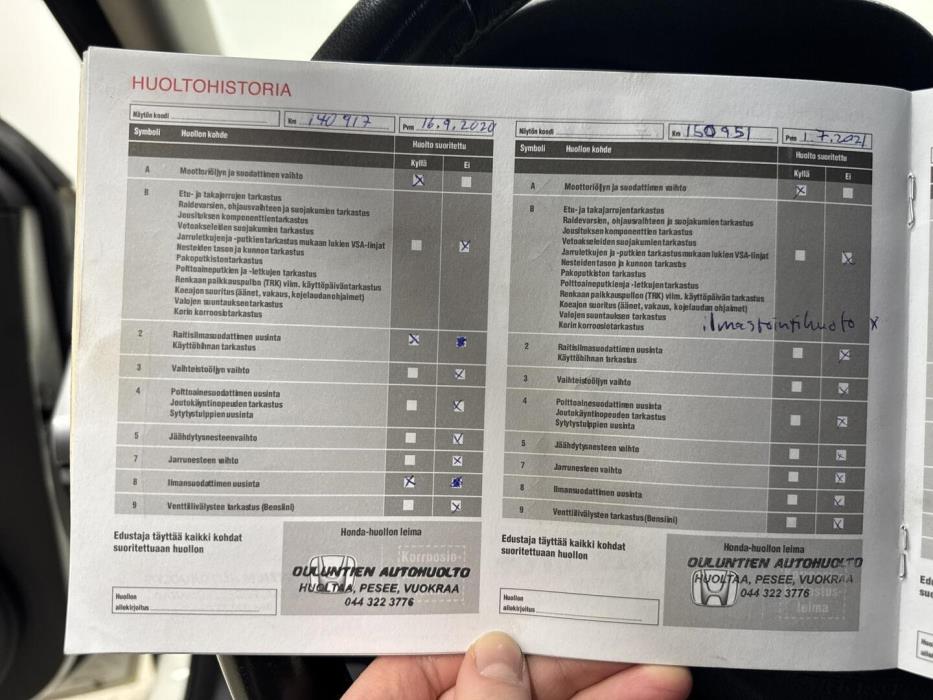 HUOLTOHISTORIA
Näytön koodi
Km 140 917
Pvm 16.9.2020
Symboli Huollon kohde Huolto suoritettu
Kyllä Ei
A Moottoriöljyn ja suodattimen vaihto
B Etu- ja takajarrujen tarkastus
Raidevarsien, ohjausvaihteen ja suojakumien tarkastus
Jousituksen komponenttien tarkastus
Vetoakseleiden suojakumien tarkastus
Jarruletkujen ja -putkien tarkastus mukaan lukien VSA-linjat
Nesteiden tason ja kunnon tarkastus
Pakoputkiston tarkastus
Polttoaineputkien ja -letkujen tarkastus
Renkaan paikkauspullon (TRK) viim. käyttöpäivän tarkastus
Koeajon suoritus (äänet, vakaus, kojelaudan ohjaimet)
Valojen suuntauksen tarkastus
Korin korroosiotarkastus
2 Raitisilmasuodattimen uusinta
Käyttöhihnan tarkastus
3 Vaihteistoöljyn vaihto
4 Polttoainesuodattimen uusinta
Joutokäyntinopeuden tarkastus
Sytytystulppien uusinta
5 Jäähdytysnesteen vaihto
7 Jarrunesteen vaihto
8 Ilmansuodattimen uusinta
9 Venttiilivälysten tarkastus (Bensiini)
Edustaja täyttää kaikki kohdat
suoritettuaan huollon
Honda-huollon leima
Korroosio-
OULUNTIEN AUTOHUOLTO
HUOLTAA, PESEE, VUOKRAA
044 322 3776
Huollon
allekirjoitus
Näytön koodi
Km 150 951
Pvm 1.7.2021
Symboli Huollon kohde Huolto suoritettu
Kyllä Ei
A Moottoriöljyn ja suodattimen vaihto
B Etu- ja takajarrujen tarkastus
Raidevarsien, ohjausvaihteen ja suojakumien tarkastus
Jousituksen komponenttien tarkastus
Vetoakseleiden suojakumien tarkastus
Jarruletkujen ja -putkien tarkastus mukaan lukien VSA-linjat
Nesteiden tason ja kunnon tarkastus
Pakoputkiston tarkastus
Polttoaineputkien ja -letkujen tarkastus
Renkaan paikkauspullon (TRK) viim. käyttöpäivän tarkastus
Koeajon suoritus (äänet, vakaus, kojelaudan ohjaimet)
Valojen suuntauksen tarkastus
Korin korroosiotarkastus
ilmastointihuolto x
2 Raitisilmasuodattimen uusinta
Käyttöhihnan tarkastus
3 Vaihteistoöljyn vaihto
4 Polttoainesuodattimen uusinta
Joutokäyntinopeuden tarkastus
Sytytystulppien uusinta
5 Jäähdytysnesteen vaihto
7 Jarrunesteen vaihto
8 Ilmansuodattimen uusinta
9 Venttiilivälysten tarkastus (Bensiini)
Edustaja täyttää kaikki kohdat
suoritettuaan huollon
Honda-huollon leima
OULUNTIEN AUTOHUOLTO
HUOLTAA, PESEE, VUOKRAA
044 322 3776
leima
Huollon
allekirjoitus